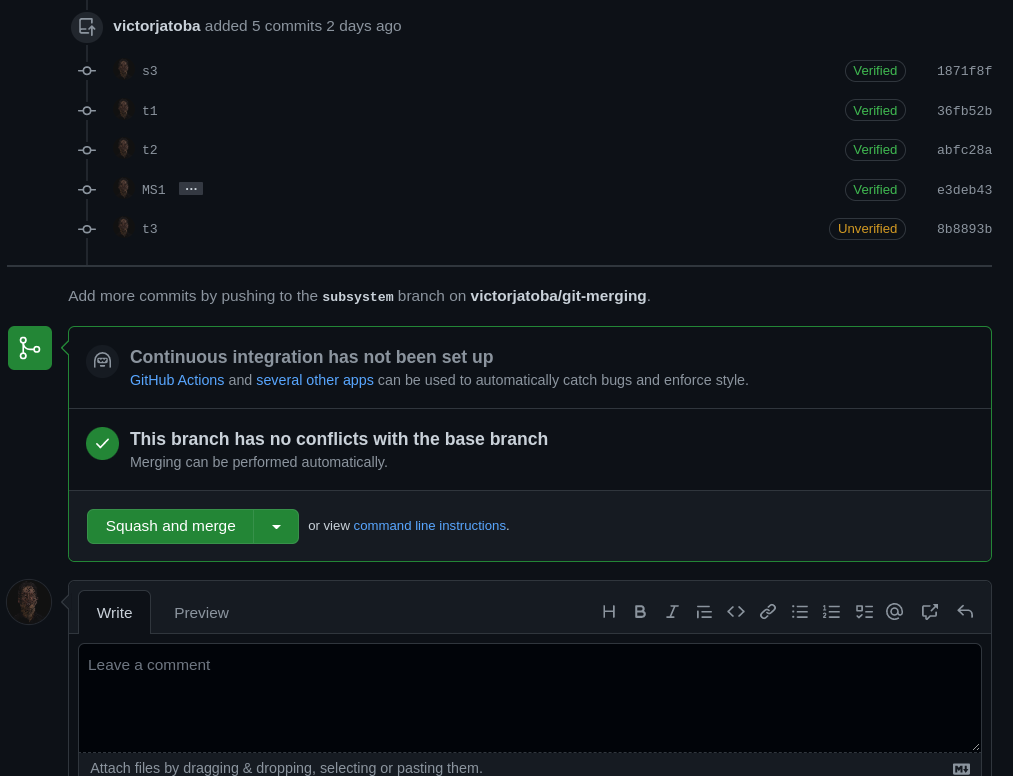 victorjatoba added 5 commits 2 days ago
s3 Verified 1871f8f
t1 Verified 36fb52b
t2 Verified abfc28a
MS1 ... Verified e3deb43
t3 Unverified 8b8893b
Add more commits by pushing to the subsystem branch on victorjatoba/git-merging.
Continuous integration has not been set up
GitHub Actions and several other apps can be used to automatically catch bugs and enforce style.
This branch has no conflicts with the base branch
Merging can be performed automatically.
Squash and merge or view command line instructions.
Write Preview
Leave a comment
Attach files by dragging & dropping, selecting or pasting them.